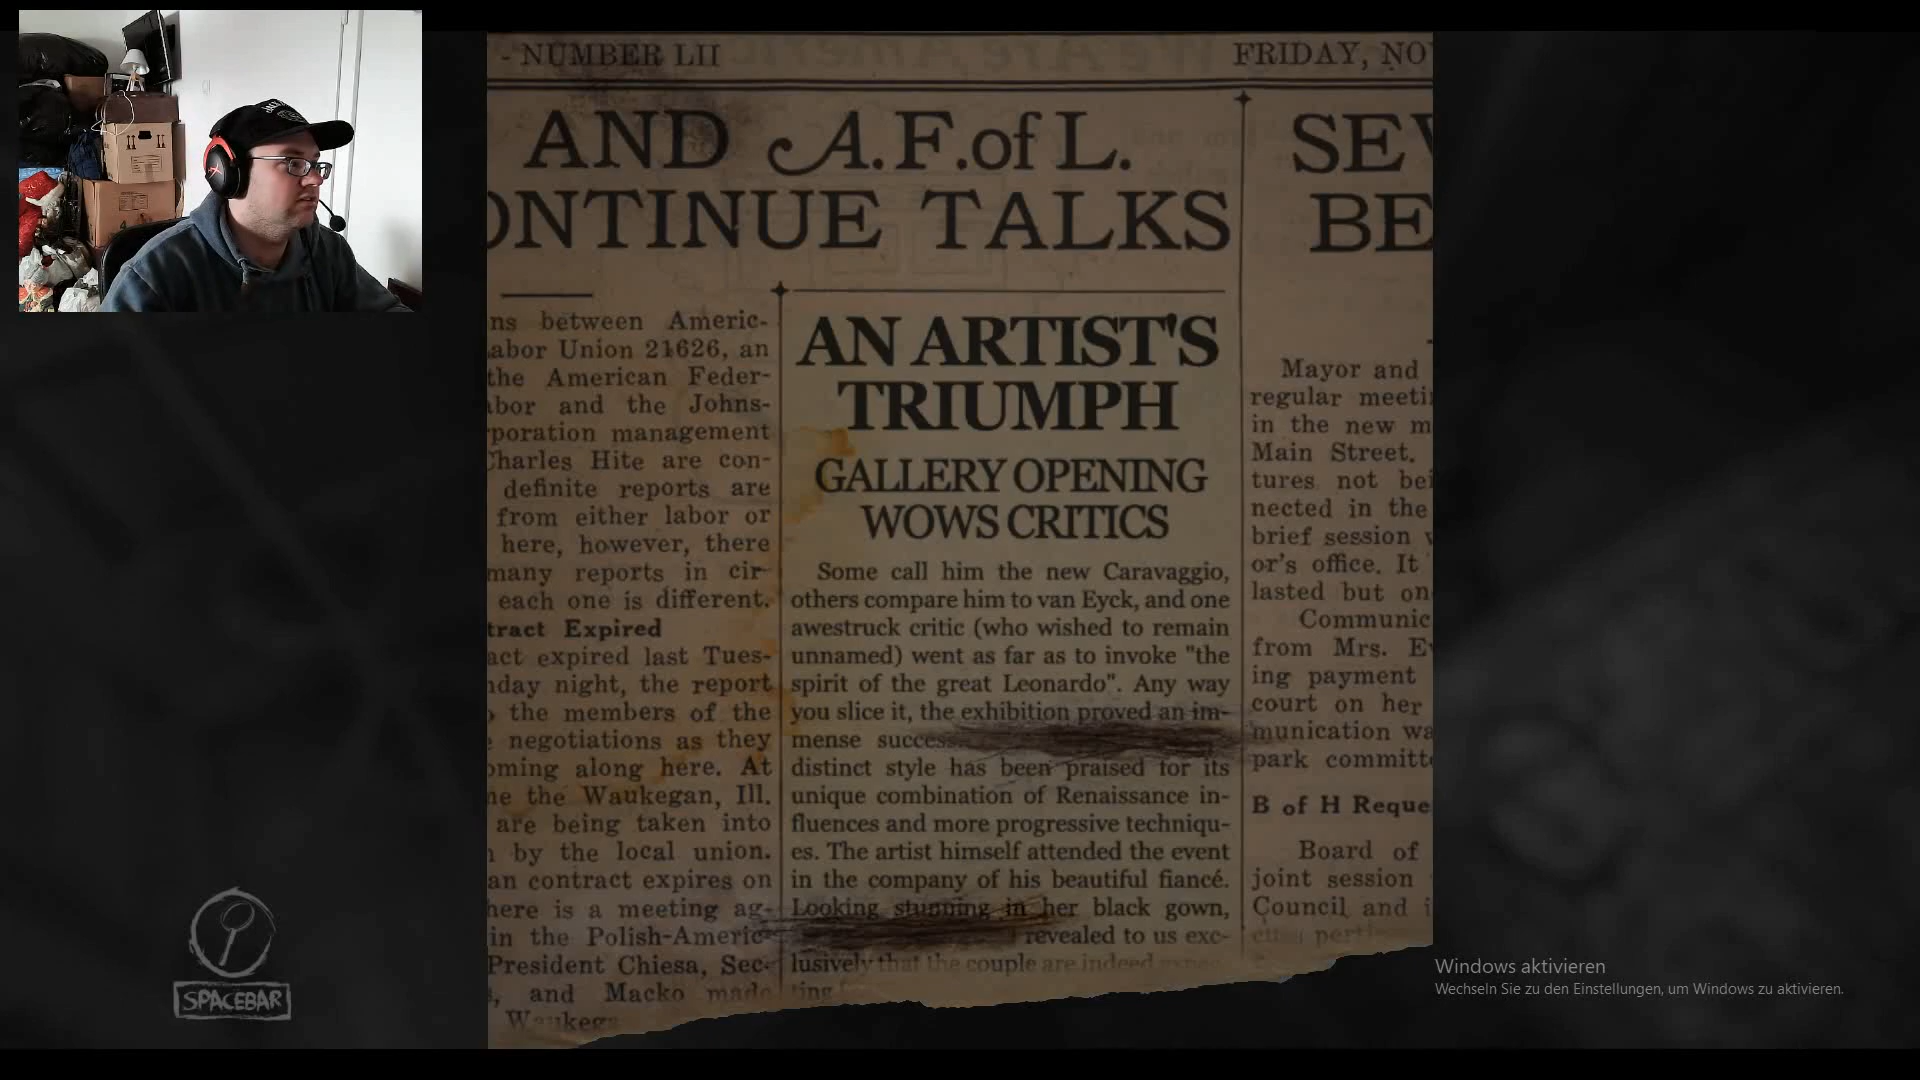 - NUMBER LII
FRIDAY, NO
AND A.F.of L.
ONTINUE TALKS
SEV
BE
ns between Americ-
abor Union 21626, an
the American Feder-
abor and the Johns-
poration management
Charles Hite are con-
definite reports are
from either labor or
here, however, there
many reports in cir-
each one is different.
tract Expired
act expired last Tues-
nday night, the report
the members of the
negotiations as they
oming along here. At
ne the Waukegan, Ill.
are being taken into
by the local union.
an contract expires on
here is a meeting ag-
in the Polish-Americ-
President Chiesa, Sec-
s, and Macko made
Waukega
AN ARTIST'S
TRIUMPH
GALLERY OPENING
WOWS CRITICS
Some call him the new Caravaggio,
others compare him to van Eyck, and one
awestruck critic (who wished to remain
unnamed) went as far as to invoke "the
spirit of the great Leonardo". Any way
you slice it, the exhibition proved an im-
mense success
distinct style has been praised for its
unique combination of Renaissance in-
fluences and more progressive techniqu-
es. The artist himself attended the event
in the company of his beautiful fiancé.
Looking stunning in her black gown,
revealed to us exc-
lusively that the couple are indeed expec-
ting
Mayor and
regular meeti
in the new m
Main Street.
tures not bei
nected in the
brief session
or's office. It
lasted but on
Communic
from Mrs. E
ing payment
court on her
munication wa
park committe
B of H Reque
Board of
joint session
Council and i
SPACEBAR
Windows aktivieren
Wechseln Sie zu den Einstellungen, um Windows zu aktivieren.